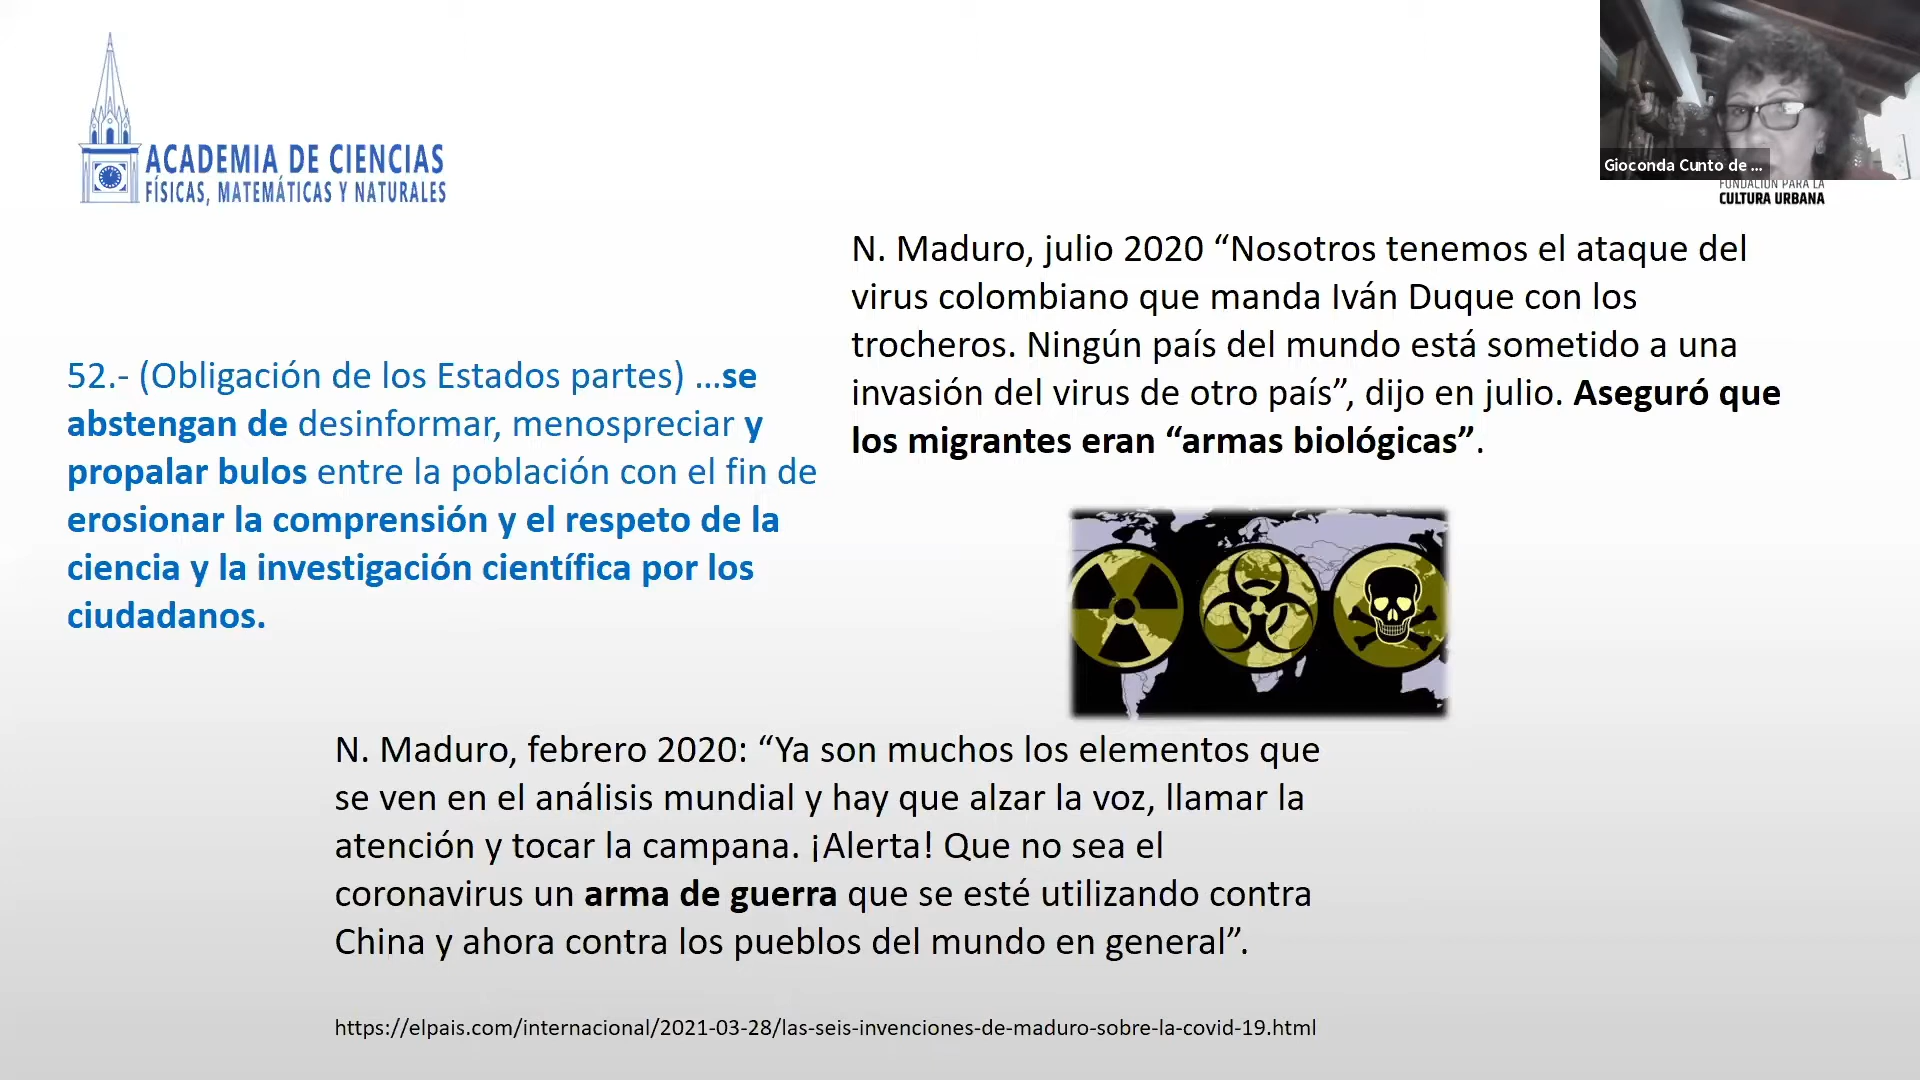 ACADEMIA DE CIENCIAS
FÍSICAS, MATEMÁTICAS Y NATURALES
Gioconda Cunto de ...
FUNDACIÓN PARA LA
CULTURA URBANA
N. Maduro, julio 2020 “Nosotros tenemos el ataque del
virus colombiano que manda Iván Duque con los
trocheros. Ningún país del mundo está sometido a una
invasión del virus de otro país”, dijo en julio. Aseguró que
los migrantes eran “armas biológicas”.
52.- (Obligación de los Estados partes) …se
abstengan de desinformar, menospreciar y
propalar bulos entre la población con el fin de
erosionar la comprensión y el respeto de la
ciencia y la investigación científica por los
ciudadanos.
N. Maduro, febrero 2020: “Ya son muchos los elementos que
se ven en el análisis mundial y hay que alzar la voz, llamar la
atención y tocar la campana. ¡Alerta! Que no sea el
coronavirus un arma de guerra que se esté utilizando contra
China y ahora contra los pueblos del mundo en general”.
https://elpais.com/internacional/2021-03-28/las-seis-invenciones-de-maduro-sobre-la-covid-19.html